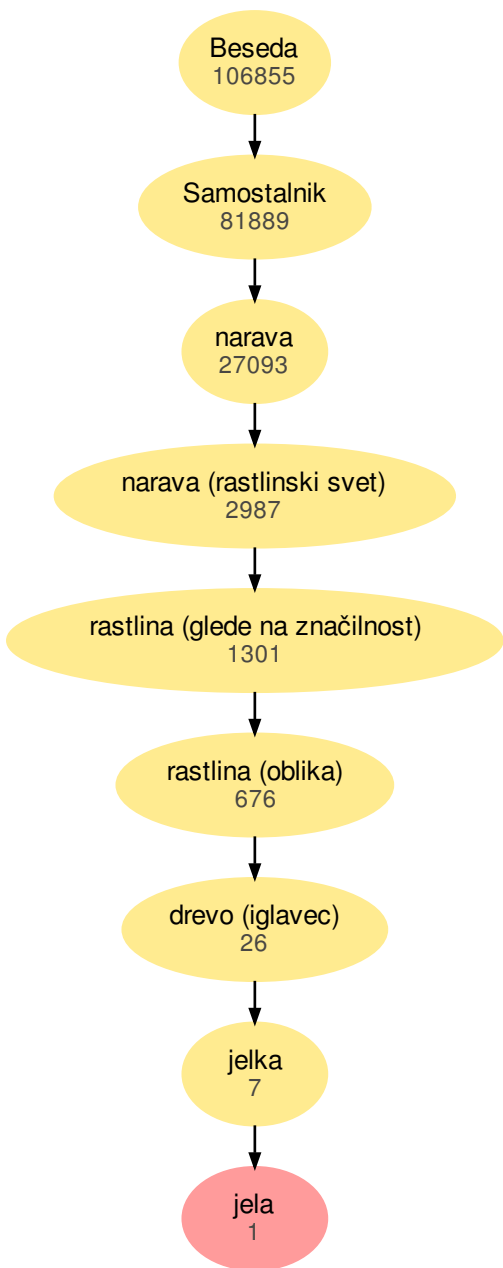 Beseda
106855
Samostalnik
81889
narava
27093
narava (rastlinski svet)
2987
rastlina (glede na značilnost)
1301
rastlina (oblika)
676
drevo (iglavec)
26
jelka
7
jela
1